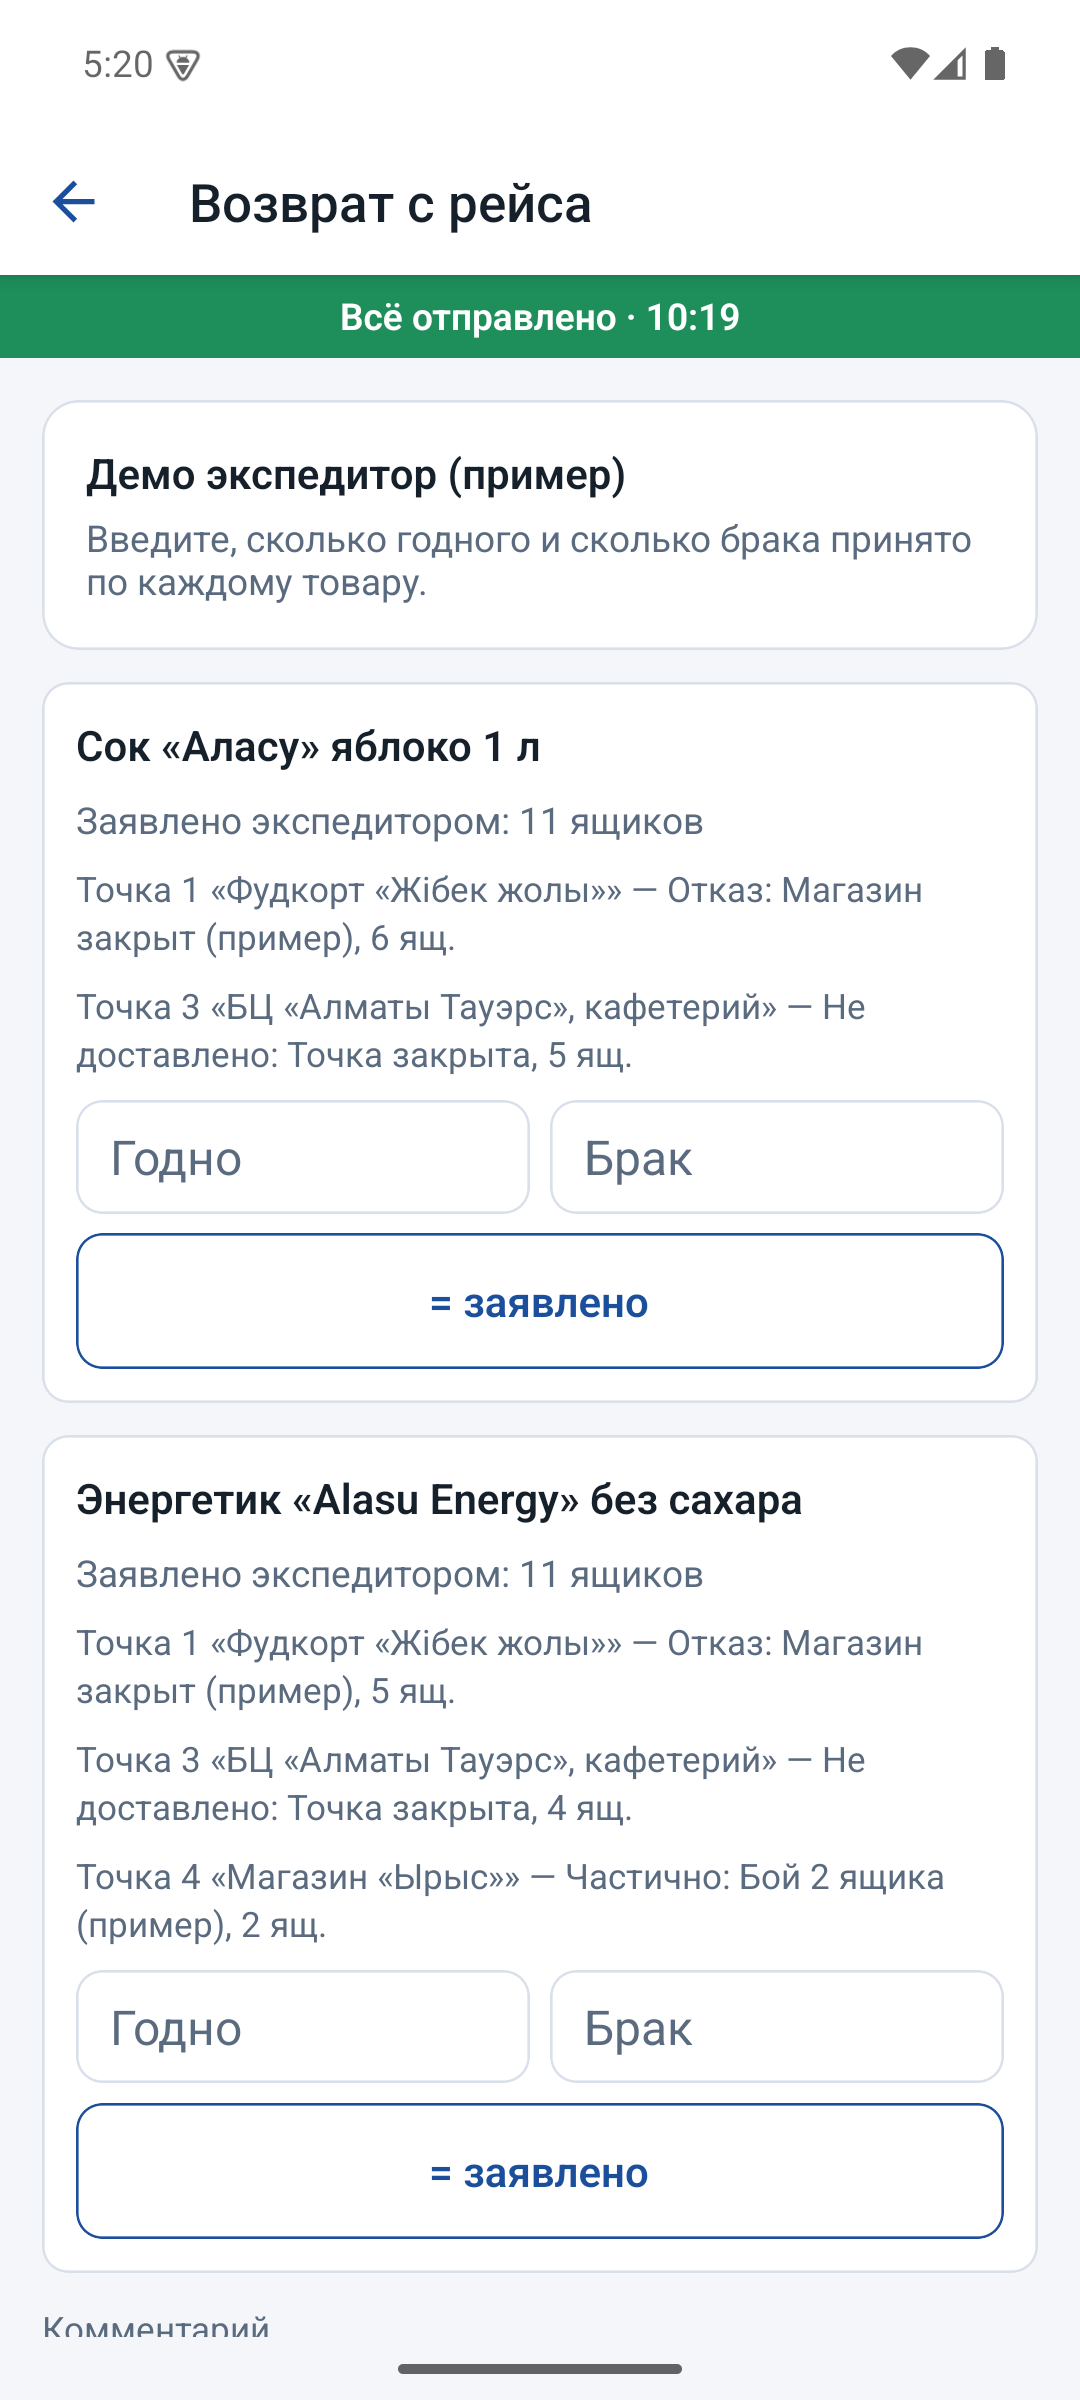 5:20
Возврат с рейса
Всё отправлено · 10:19
Демо экспедитор (пример)
Введите, сколько годного и сколько брака принято
по каждому товару.
Сок «Аласу» яблоко 1 л
Заявлено экспедитором: 11 ящиков
Точка 1 «Фудкорт «Жібек жолы»» — Отказ: Магазин
закрыт (пример), 6 ящ.
Точка 3 «БЦ «Алматы Тауэрс», кафетерий» — Не
доставлено: Точка закрыта, 5 ящ.
Годно
Брак
= заявлено
Энергетик «Alasu Energy» без сахара
Заявлено экспедитором: 11 ящиков
Точка 1 «Фудкорт «Жібек жолы»» — Отказ: Магазин
закрыт (пример), 5 ящ.
Точка 3 «БЦ «Алматы Тауэрс», кафетерий» — Не
доставлено: Точка закрыта, 4 ящ.
Точка 4 «Магазин «Ырыс»» — Частично: Бой 2 ящика
(пример), 2 ящ.
Годно
Брак
= заявлено
Комментарий